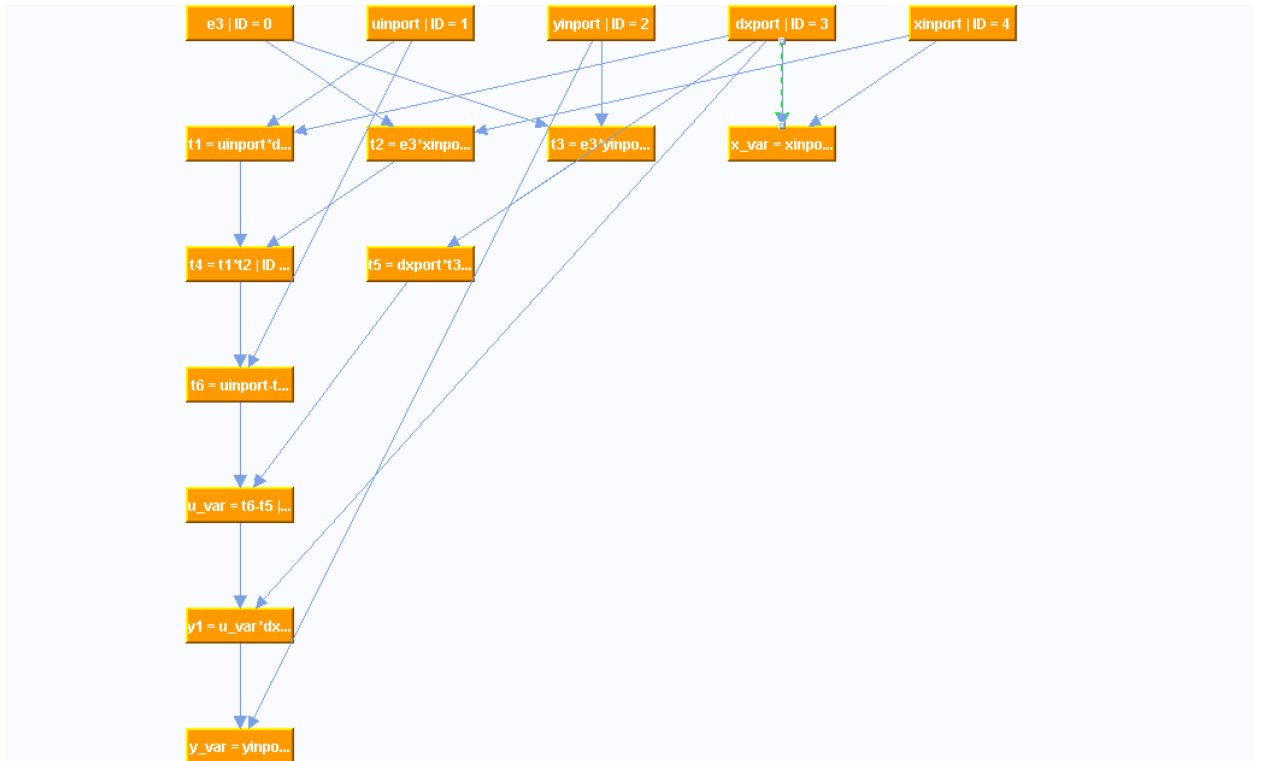 e3 | ID = 0
uinport | ID = 1
yinport | ID = 2
dxport | ID = 3
xinport | ID = 4
t1 = uinport*d...
t2 = e3*xinpo...
t3 = e3*yinpo...
x_var = xinpo...
t4 = t1*t2 | ID ...
t5 = dxport*t3...
t6 = uinport-t...
u_var = t6-t5 |...
y1 = u_var*dx...
y_var = yinpo...